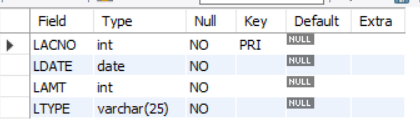 Field Type Null Key Default Extra
LACNO int NO PRI NULL
LDATE date NO NULL
LAMT int NO NULL
LTYPE varchar(25) NO NULL